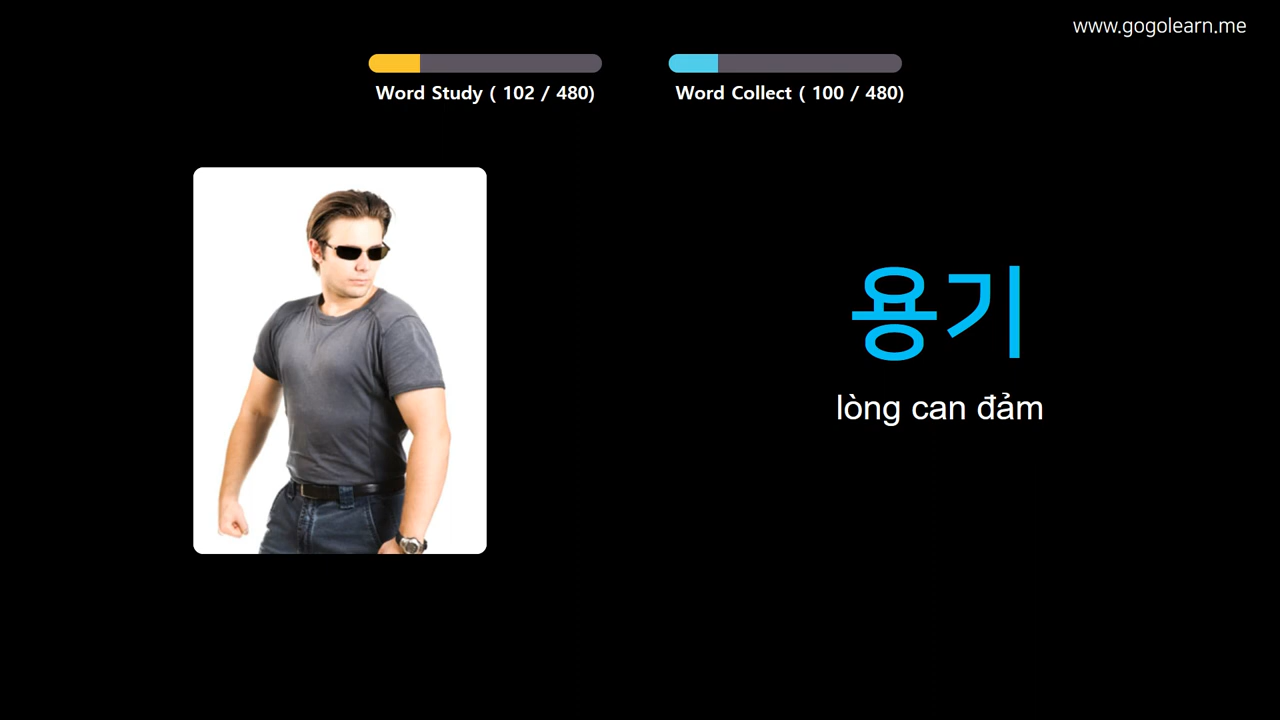 www.gogolearn.me
Word Study ( 102 / 480)
Word Collect ( 100 / 480)
용기
lòng can đảm